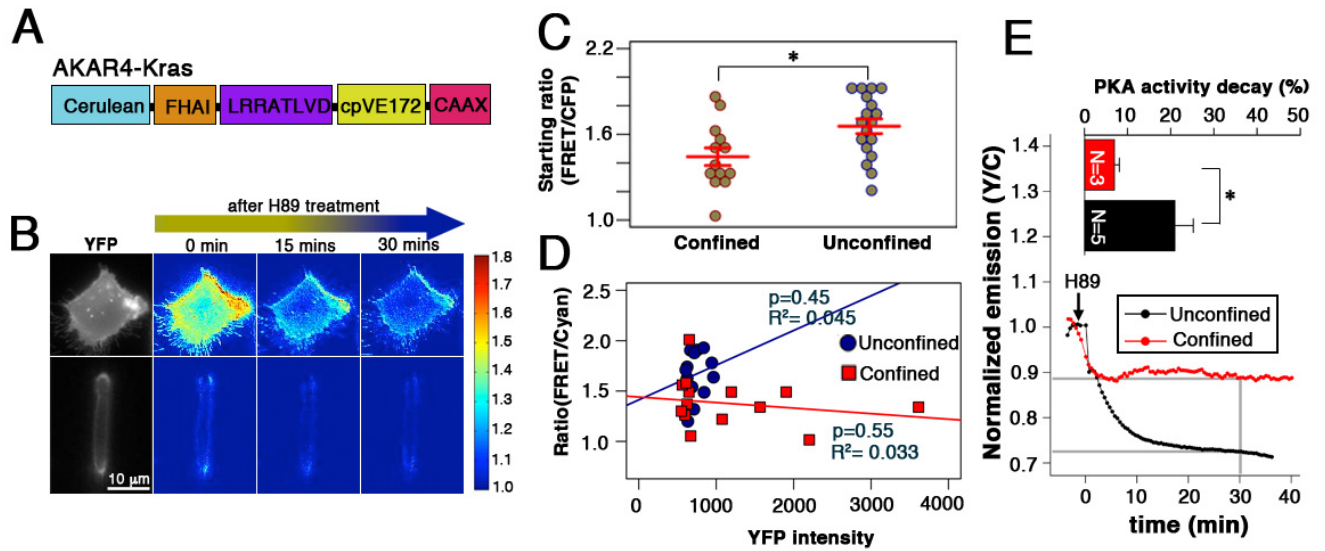 A
AKAR4-Kras
Cerulean FHAI LRRATLVD cpVE172 CAAX
B
after H89 treatment
YFP 0 min 15 mins 30 mins
10 μm
1.8
1.7
1.6
1.5
1.4
1.3
1.2
1.1
1.0
C
Starting ratio
(FRET/CFP)
2.2
1.6
1.0
*
Confined Unconfined
D
Ratio(FRET/Cyan)
2.5
2.0
1.5
1.0
p=0.45
R²= 0.045
Unconfined
Confined
p=0.55
R²= 0.033
0 1000 2000 3000 4000
YFP intensity
E
PKA activity decay (%)
0 10 20 30 40 50
N=3
N=5
*
Normalized emission (Y/C)
1.4
1.3
1.2
1.1
1.0
0.9
0.8
0.7
H89
Unconfined
Confined
0 10 20 30 40
time (min)